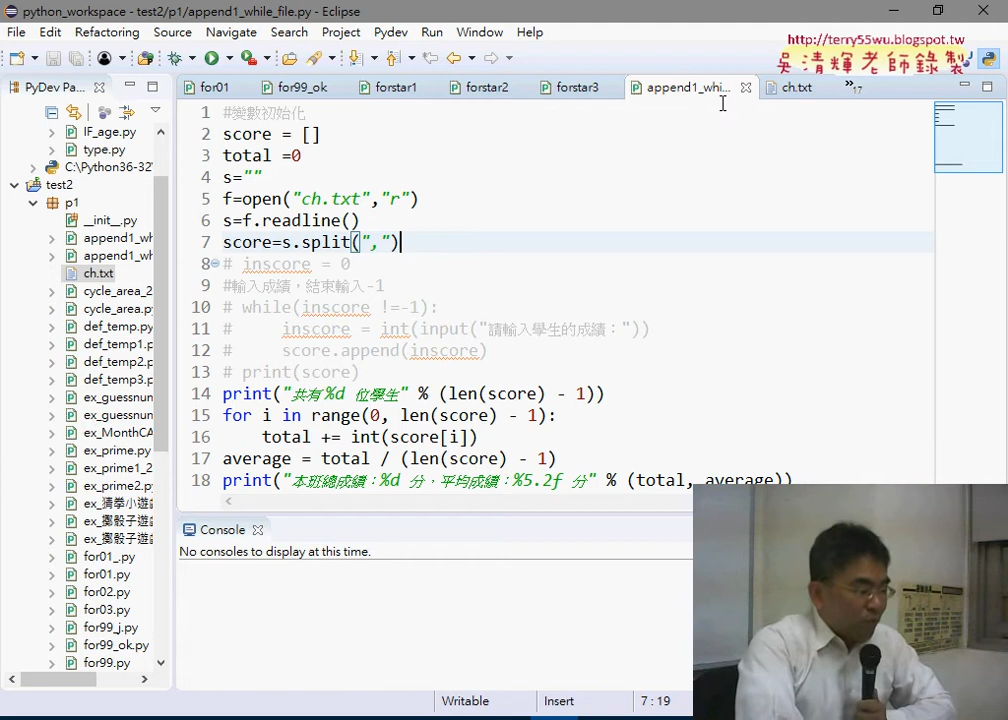 python_workspace - test2/p1/append1_while_file.py - Eclipse
File Edit Refactoring Source Navigate Search Project Pydev Run Window Help
http://terry55wu.blogspot.tw
吳清輝老師錄製
PyDev Pa...
for01 for99_ok forstar1 forstar2 forstar3 append1_whi... ch.txt »17
IF_age.py
type.py
C:\Python36-32\
test2
p1
__init__.py
append1_wh
append1_wh
ch.txt
cycle_area_2
cycle_area.py
def_temp.py
def_temp1.p
def_temp2.p
def_temp3.p
ex_guessnum
ex_guessnu
ex_MonthCA
ex_prime.py
ex_prime1_2
ex_prime2.p
ex_猜拳小遊戲
ex_擲骰子遊戲
ex_擲骰子遊戲
for01_.py
for01.py
for02.py
for03.py
for99_j.py
for99_ok.py
for99.py
1 #變數初始化
2 score = []
3 total =0
4 s=""
5 f=open("ch.txt","r")
6 s=f.readline()
7 score=s.split(",")
8 # inscore = 0
9 #輸入成績，結束輸入-1
10 # while(inscore !=-1):
11 #     inscore = int(input("請輸入學生的成績："))
12 #     score.append(inscore)
13 # print(score)
14 print("共有%d 位學生" % (len(score) - 1))
15 for i in range(0, len(score) - 1):
16     total += int(score[i])
17 average = total / (len(score) - 1)
18 print("本班總成績：%d 分，平均成績：%5.2f 分" % (total, average))
Console
No consoles to display at this time.
Writable Insert 7 : 19